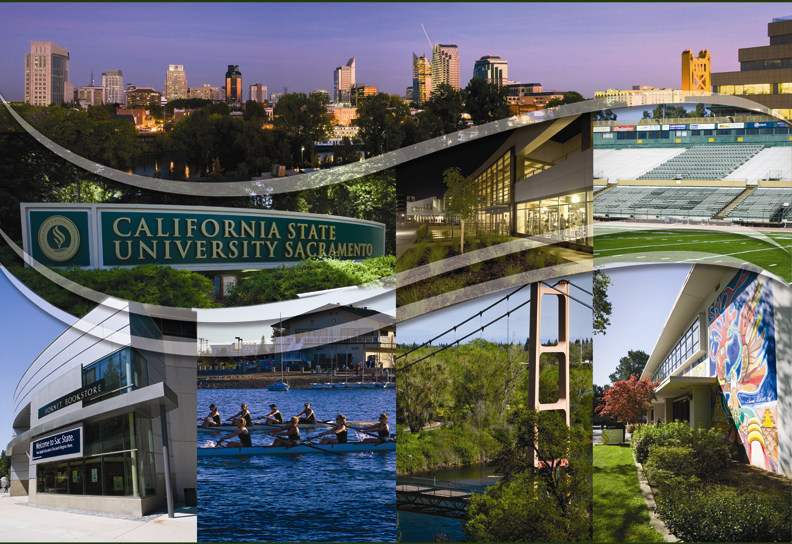 CALIFORNIA STATE
UNIVERSITY SACRAMENTO
HORNET BOOKSTORE
Welcome to Sac State.